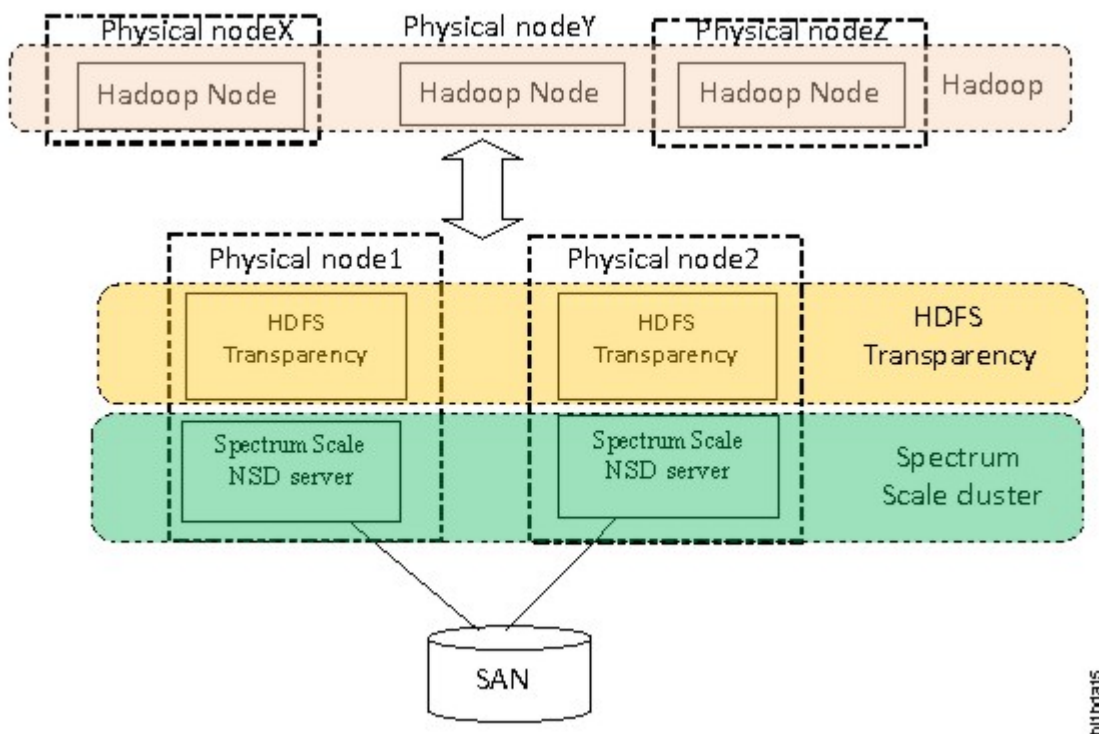 Physical nodeX
Physical nodeY
Physical nodeZ
Hadoop Node
Hadoop Node
Hadoop Node
Hadoop
Physical node1
Physical node2
HDFS
Transparency
HDFS
Transparency
HDFS
Transparency
Spectrum Scale
NSD server
Spectrum Scale
NSD server
Spectrum
Scale cluster
SAN